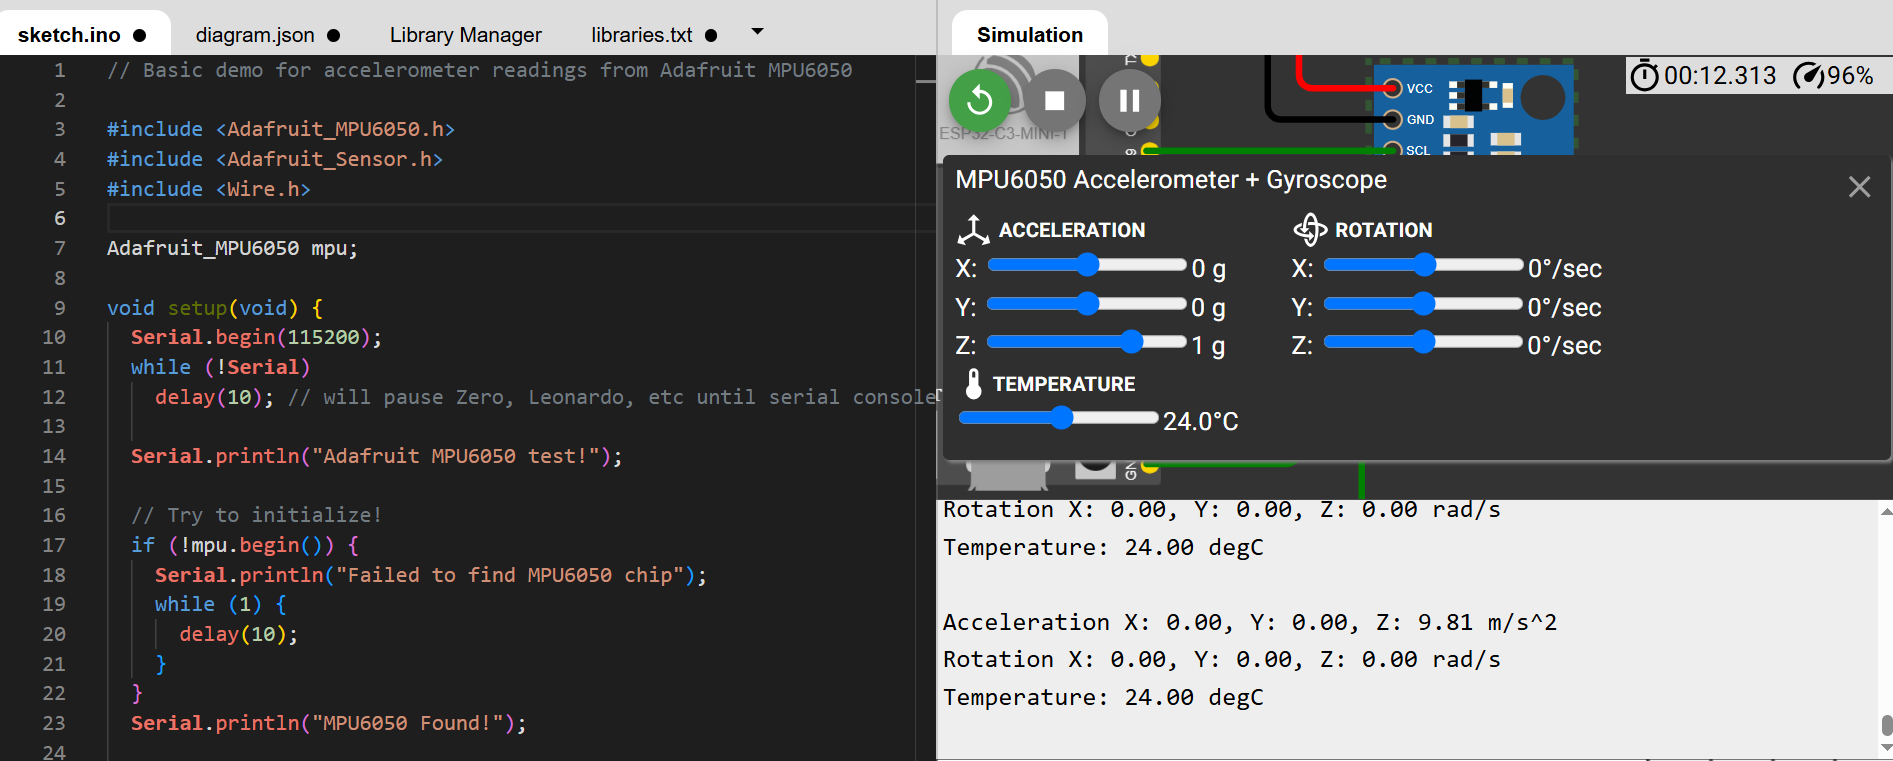 sketch.ino ● diagram.json ● Library Manager libraries.txt ●
1 // Basic demo for accelerometer readings from Adafruit MPU6050
2
3 #include <Adafruit_MPU6050.h>
4 #include <Adafruit_Sensor.h>
5 #include <Wire.h>
6
7 Adafruit_MPU6050 mpu;
8
9 void setup(void) {
10 Serial.begin(115200);
11 while (!Serial)
12 delay(10); // will pause Zero, Leonardo, etc until serial console
13
14 Serial.println("Adafruit MPU6050 test!");
15
16 // Try to initialize!
17 if (!mpu.begin()) {
18 Serial.println("Failed to find MPU6050 chip");
19 while (1) {
20 delay(10);
21 }
22 }
23 Serial.println("MPU6050 Found!");
24
Simulation
00:12.313 96%
ESP32-C3-MINI-1
VCC
GND
SCL
MPU6050 Accelerometer + Gyroscope
ACCELERATION
X: 0 g
Y: 0 g
Z: 1 g
ROTATION
X: 0°/sec
Y: 0°/sec
Z: 0°/sec
TEMPERATURE
24.0°C
Rotation X: 0.00, Y: 0.00, Z: 0.00 rad/s
Temperature: 24.00 degC
Acceleration X: 0.00, Y: 0.00, Z: 9.81 m/s^2
Rotation X: 0.00, Y: 0.00, Z: 0.00 rad/s
Temperature: 24.00 degC